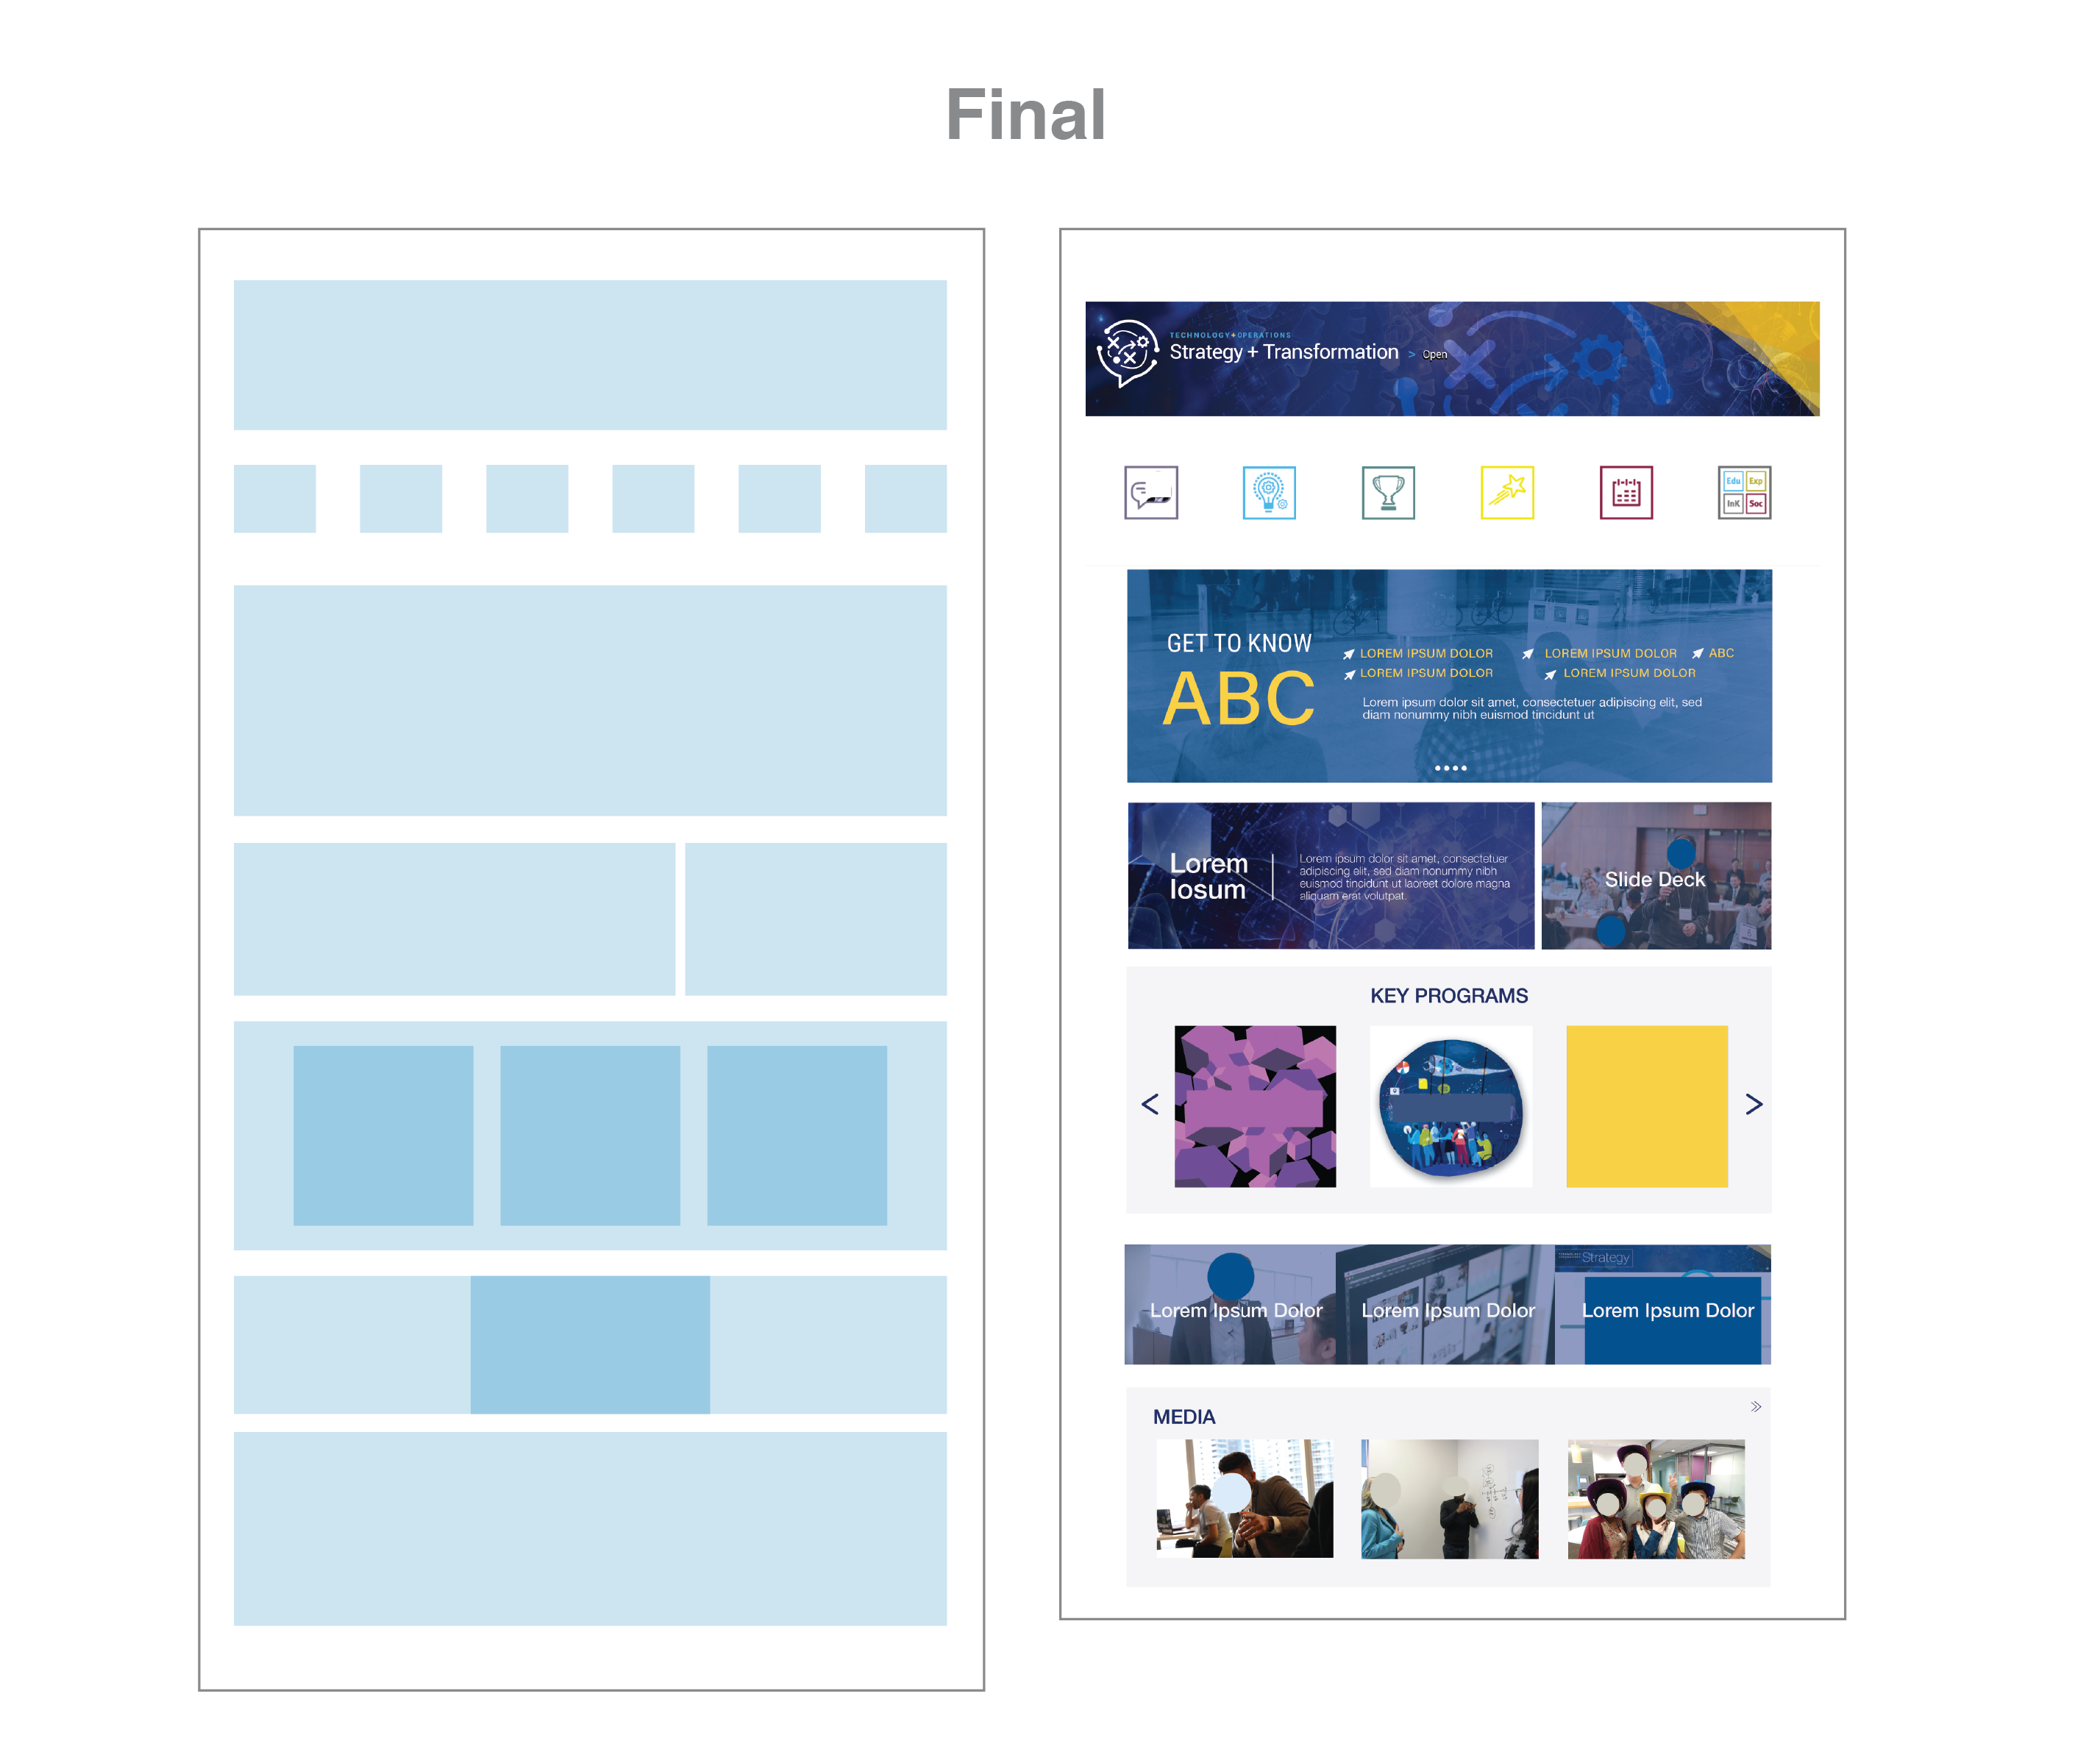 Final
TECHNOLOGY+OPERATIONS
Strategy + Transformation > Open
Edu Exp
InK Soc
GET TO KNOW
ABC
LOREM IPSUM DOLOR LOREM IPSUM DOLOR ABC
LOREM IPSUM DOLOR LOREM IPSUM DOLOR
Lorem ipsum dolor sit amet, consectetuer adipiscing elit, sed
diam nonummy nibh euismod tincidunt ut
Lorem
Iosum
Lorem ipsum dolor sit amet, consectetuer
adipiscing elit, sed diam nonummy nibh
euismod tincidunt ut laoreet dolore magna
aliquam erat volutpat.
Slide Deck
KEY PROGRAMS
< >
Strategy
Lorem Ipsum Dolor Lorem Ipsum Dolor Lorem Ipsum Dolor
MEDIA